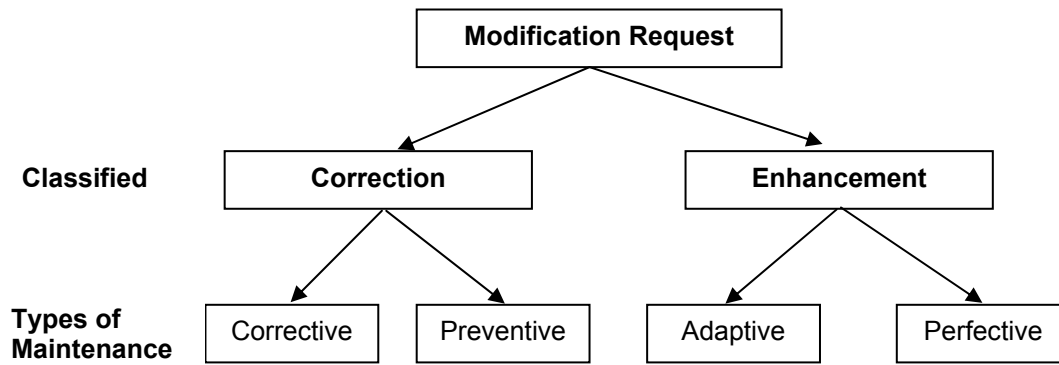 Modification Request
Classified
Correction
Enhancement
Types of
Maintenance
Corrective
Preventive
Adaptive
Perfective